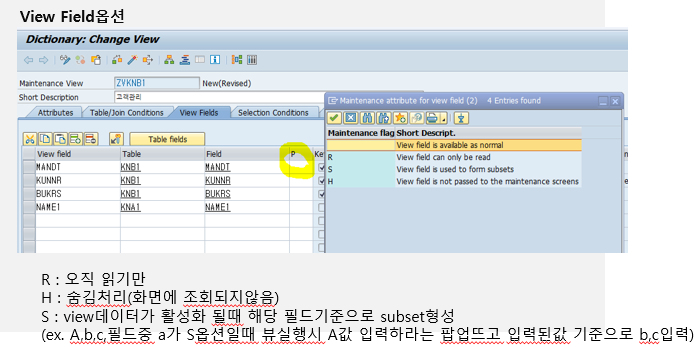 View Field옵션
Dictionary: Change View
Maintenance View ZVKNB1 New(Revised)
Short Description 고객관리
Attributes Table/Join Conditions View Fields Selection Conditions
Table fields
View field Table Field P Ke
MANDT KNB1 MANDT
KUNNR KNB1 KUNNR
BUKRS KNB1 BUKRS
NAME1 KNA1 NAME1
Maintenance attribute for view field (2) 4 Entries found
Maintenance flag Short Descript.
View field is available as normal
R View field can only be read
S View field is used to form subsets
H View field is not passed to the maintenance screens
R : 오직 읽기만
H : 숨김처리(화면에 조회되지않음)
S : view데이터가 활성화 될때 해당 필드기준으로 subset형성
(ex. A,b,c,필드중 a가 S옵션일때 뷰실행시 A값 입력하라는 팝업뜨고 입력된값 기준으로 b,c입력)